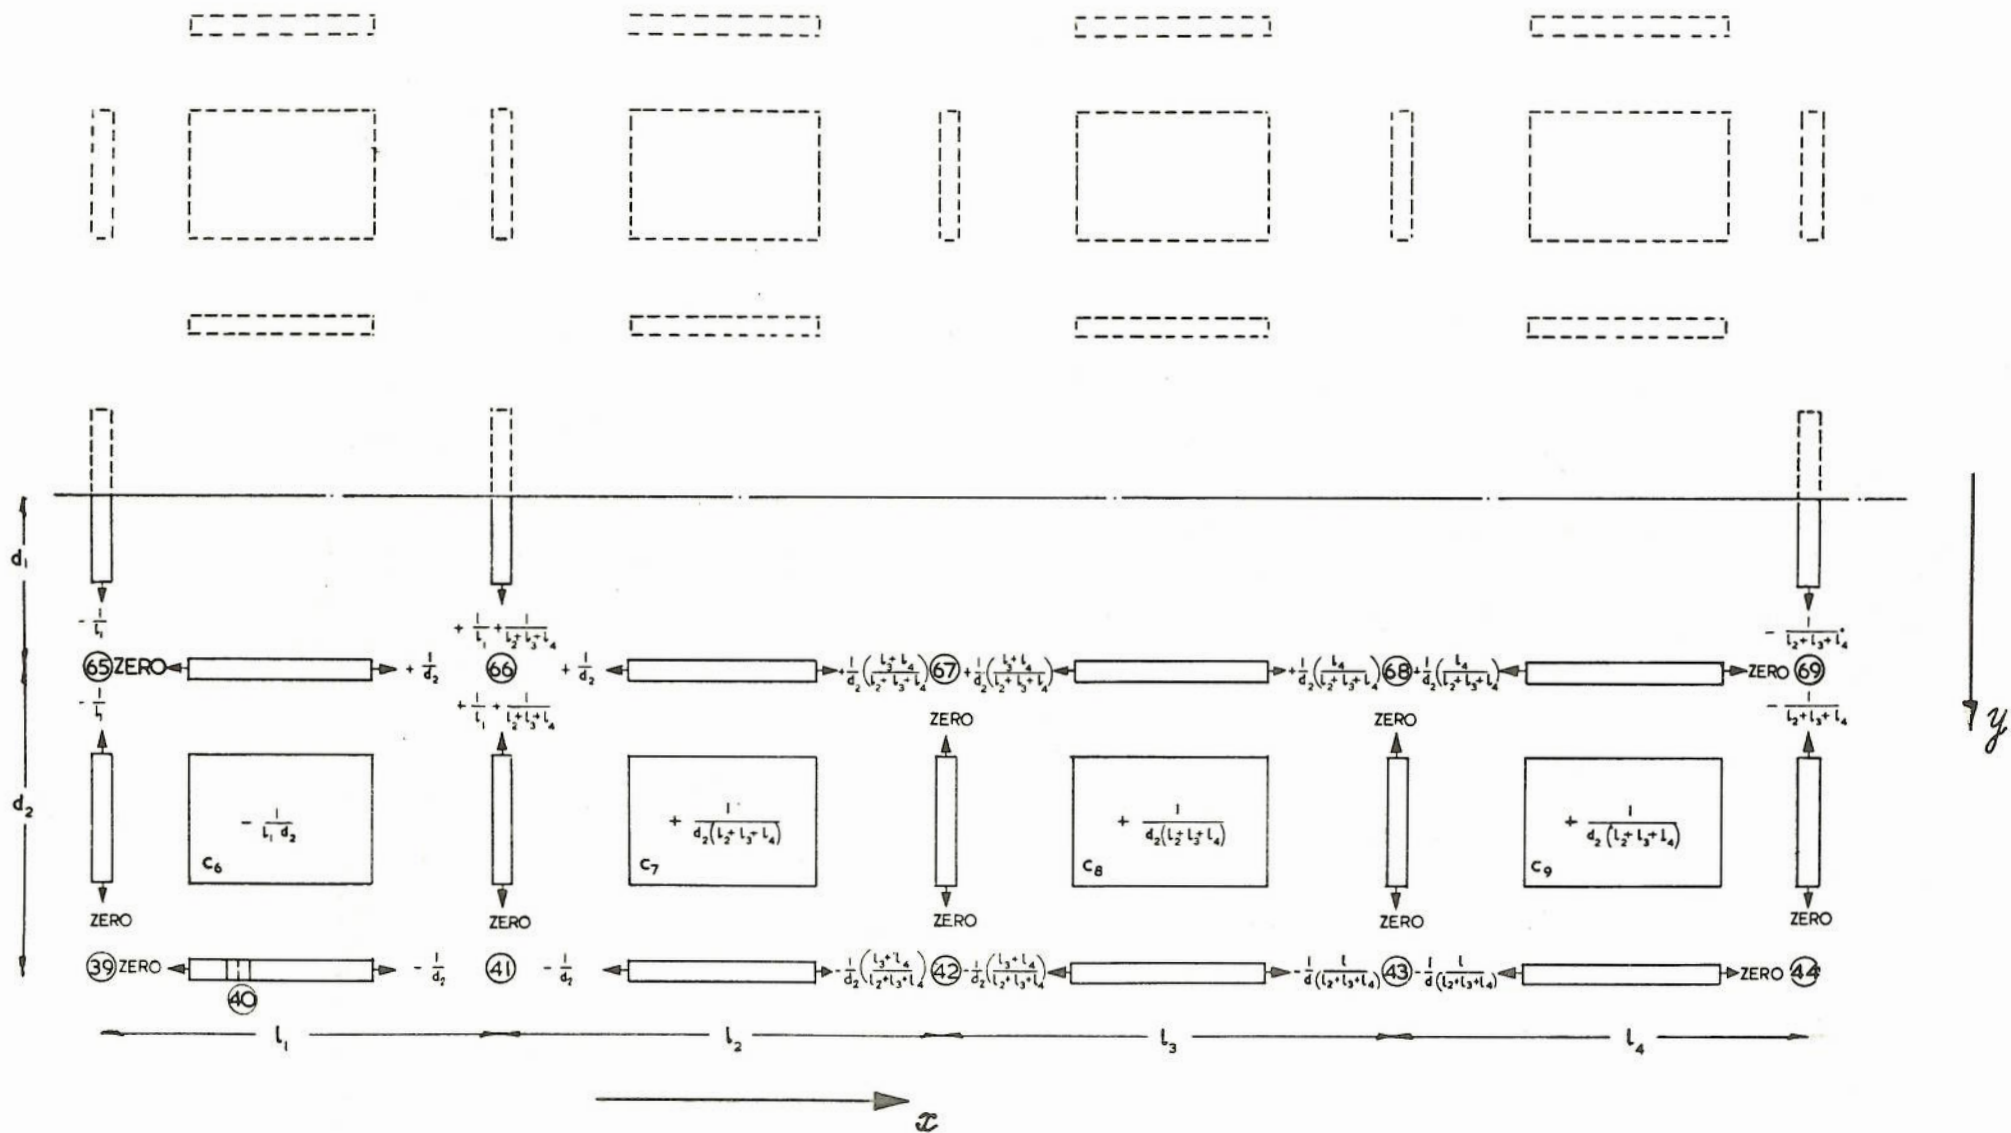 d₁
- 1/l₁
+ 1/l₁ + 1/(l₂+l₃+l₄)
- 1/(l₂+l₃+l₄)
65 ZERO + 1/d₂ 66 + 1/d₂ + 1/d₂ ((l₃+l₄)/(l₂+l₃+l₄)) 67 + 1/d₂ ((l₃+l₄)/(l₂+l₃+l₄)) + 1/d₂ (l₄/(l₂+l₃+l₄)) 68 + 1/d₂ (l₄/(l₂+l₃+l₄)) ZERO 69
- 1/l₁
+ 1/l₁ + 1/(l₂+l₃+l₄)
- 1/(l₂+l₃+l₄)
ZERO ZERO
y
d₂
- 1/(l₁ d₂)
+ 1/(d₂(l₂+l₃+l₄))
+ 1/(d₂(l₂+l₃+l₄))
+ 1/(d₂(l₂+l₃+l₄))
C₆ C₇ C₈ C₉
ZERO ZERO ZERO ZERO ZERO
39 ZERO - 1/d₂ 41 - 1/d₂ - 1/d₂ ((l₃+l₄)/(l₂+l₃+l₄)) 42 - 1/d₂ ((l₃+l₄)/(l₂+l₃+l₄)) - 1/d (l/(l₂+l₃+l₄)) 43 - 1/d (l/(l₂+l₃+l₄)) ZERO 44
40
l₁ l₂ l₃ l₄
x